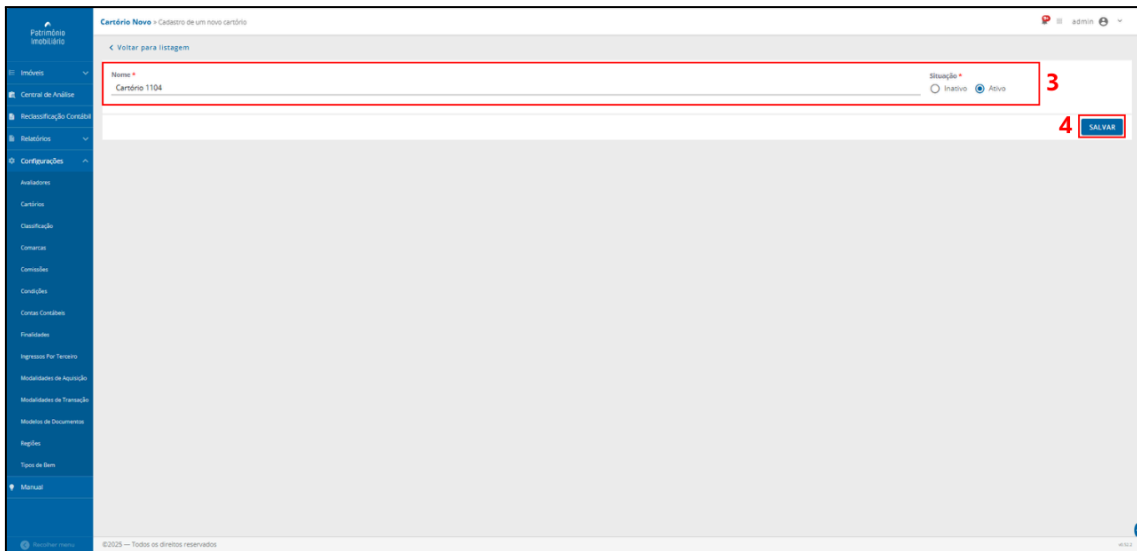 Patrimônio
Imobiliário
Cartório Novo > Cadastro de um novo cartório
9+
admin
Voltar para listagem
Imóveis
Central de Análise
Reclassificação Contábil
Relatórios
Configurações
Avaliadores
Cartórios
Classificação
Comarcas
Comissões
Condições
Contas Contábeis
Finalidades
Ingressos Por Terceiro
Modalidades de Aquisição
Modalidades de Transação
Modelos de Documentos
Regiões
Tipos de Bem
Manual
Recolher menu
Nome *
Cartório 1104
Situação *
Inativo
Ativo
3
4
SALVAR
©2025 — Todos os direitos reservados